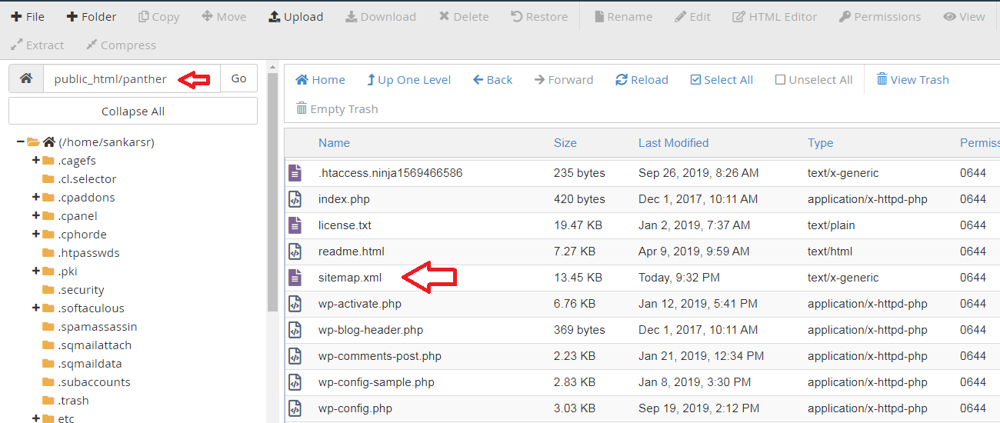 File Folder Copy Move Upload Download Delete Restore Rename Edit HTML Editor Permissions View
Extract Compress
public_html/panther Go
Collapse All
(/home/sankarsr)
.cagefs
.cl.selector
.cpaddons
.cpanel
.cphorde
.htpasswds
.pki
.security
.softaculous
.spamassassin
.sqmailattach
.sqmaildata
.subaccounts
.trash
etc
Home Up One Level Back Forward Reload Select All Unselect All View Trash
Empty Trash
Name Size Last Modified Type Permiss
.htaccess.ninja1569466586 235 bytes Sep 26, 2019, 8:26 AM text/x-generic 0644
index.php 420 bytes Dec 1, 2017, 10:11 AM application/x-httpd-php 0644
license.txt 19.47 KB Jan 2, 2019, 7:37 AM text/plain 0644
readme.html 7.27 KB Apr 9, 2019, 9:59 AM text/html 0644
sitemap.xml 13.45 KB Today, 9:32 PM text/x-generic 0644
wp-activate.php 6.76 KB Jan 12, 2019, 5:41 PM application/x-httpd-php 0644
wp-blog-header.php 369 bytes Dec 1, 2017, 10:11 AM application/x-httpd-php 0644
wp-comments-post.php 2.23 KB Jan 21, 2019, 12:34 PM application/x-httpd-php 0644
wp-config-sample.php 2.83 KB Jan 8, 2019, 3:30 PM application/x-httpd-php 0644
wp-config.php 3.03 KB Sep 19, 2019, 2:12 PM application/x-httpd-php 0644